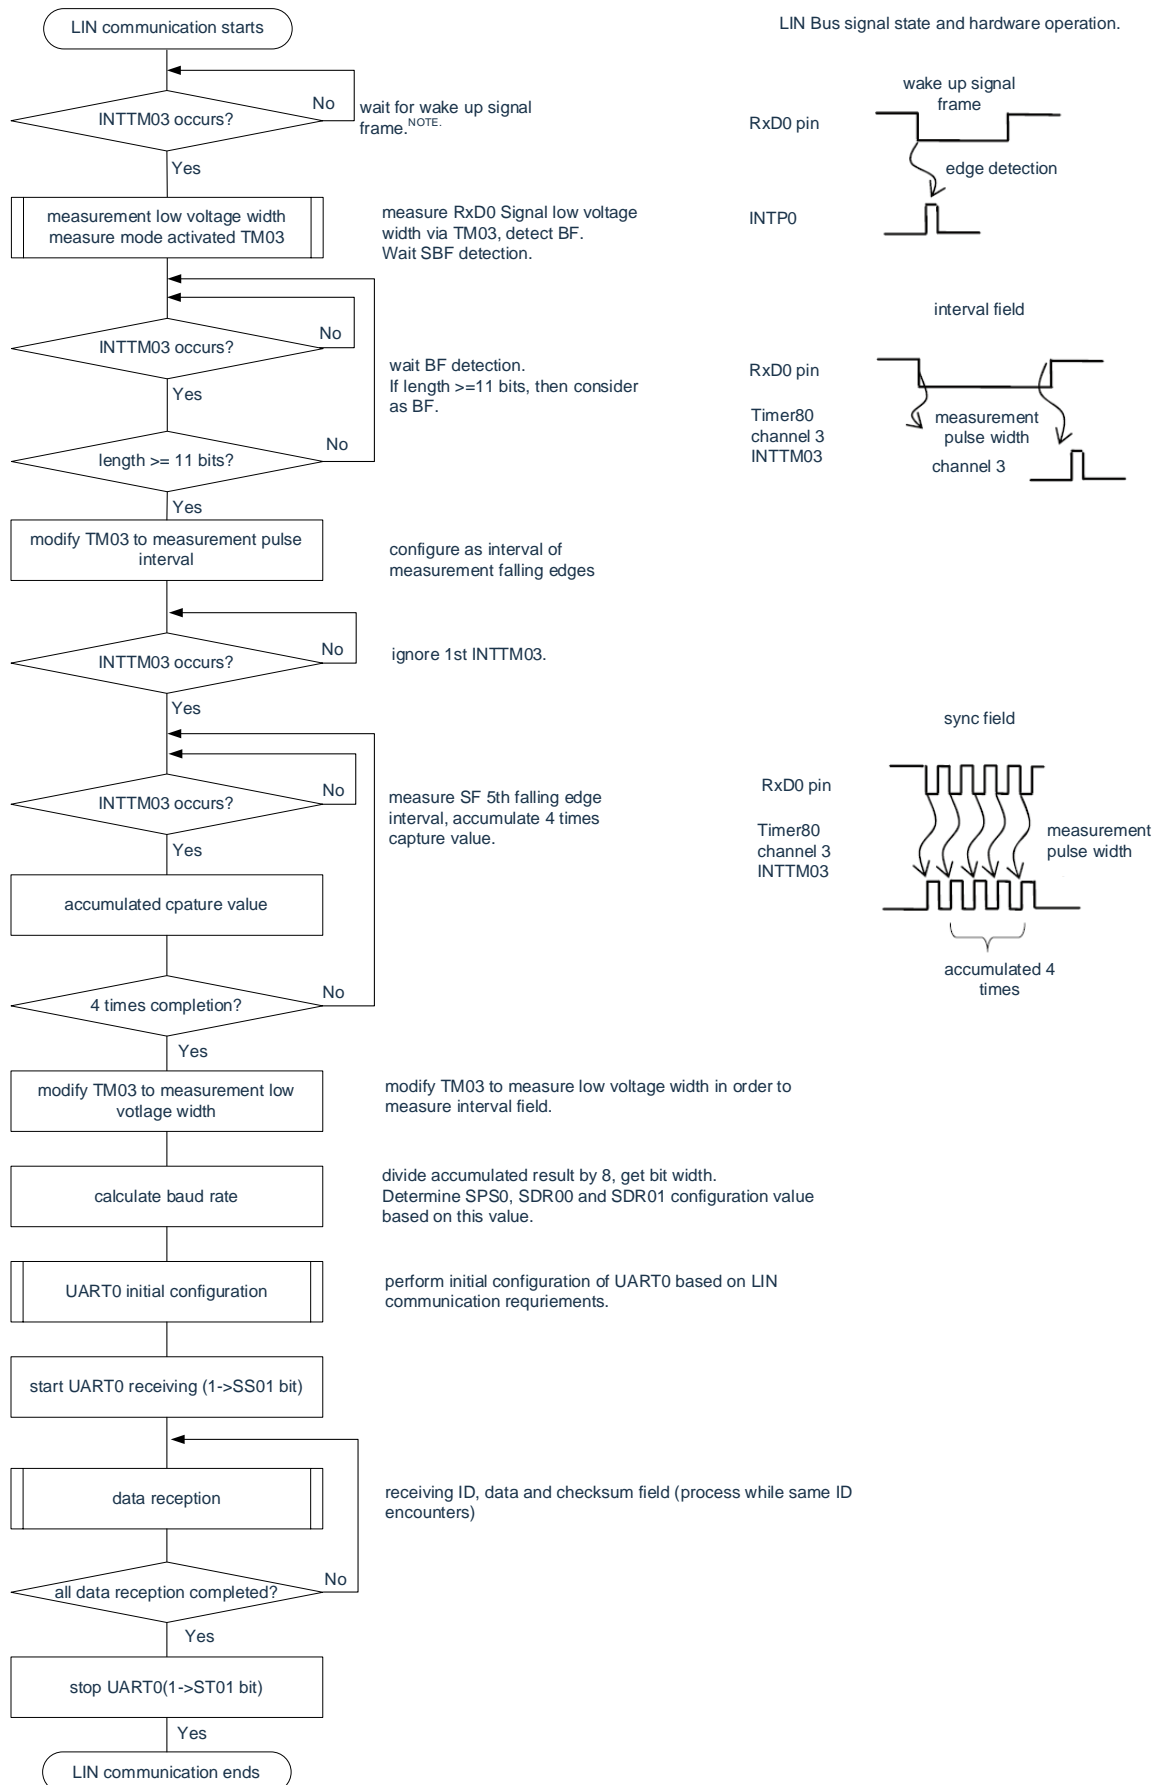 LIN communication starts
LIN Bus signal state and hardware operation.
INTTM03 occurs?
No
wait for wake up signal
frame.NOTE.
Yes
wake up signal
frame
RxD0 pin
edge detection
INTP0
measurement low voltage width
measure mode activated TM03
measure RxD0 Signal low voltage
width via TM03, detect BF.
Wait SBF detection.
INTTM03 occurs?
No
Yes
wait BF detection.
If length >=11 bits, then consider
as BF.
length >= 11 bits?
No
Yes
interval field
RxD0 pin
Timer80
channel 3
INTTM03
measurement
pulse width
channel 3
modify TM03 to measurement pulse
interval
configure as interval of
measurement falling edges
INTTM03 occurs?
No
ignore 1st INTTM03.
Yes
INTTM03 occurs?
No
Yes
measure SF 5th falling edge
interval, accumulate 4 times
capture value.
accumulated cpature value
4 times completion?
No
Yes
sync field
RxD0 pin
Timer80
channel 3
INTTM03
measurement
pulse width
accumulated 4
times
modify TM03 to measurement low
votlage width
modify TM03 to measure low voltage width in order to
measure interval field.
calculate baud rate
divide accumulated result by 8, get bit width.
Determine SPS0, SDR00 and SDR01 configuration value
based on this value.
UART0 initial configuration
perform initial configuration of UART0 based on LIN
communication requriements.
start UART0 receiving (1->SS01 bit)
data reception
receiving ID, data and checksum field (process while same ID
encounters)
all data reception completed?
No
Yes
stop UART0(1->ST01 bit)
Yes
LIN communication ends